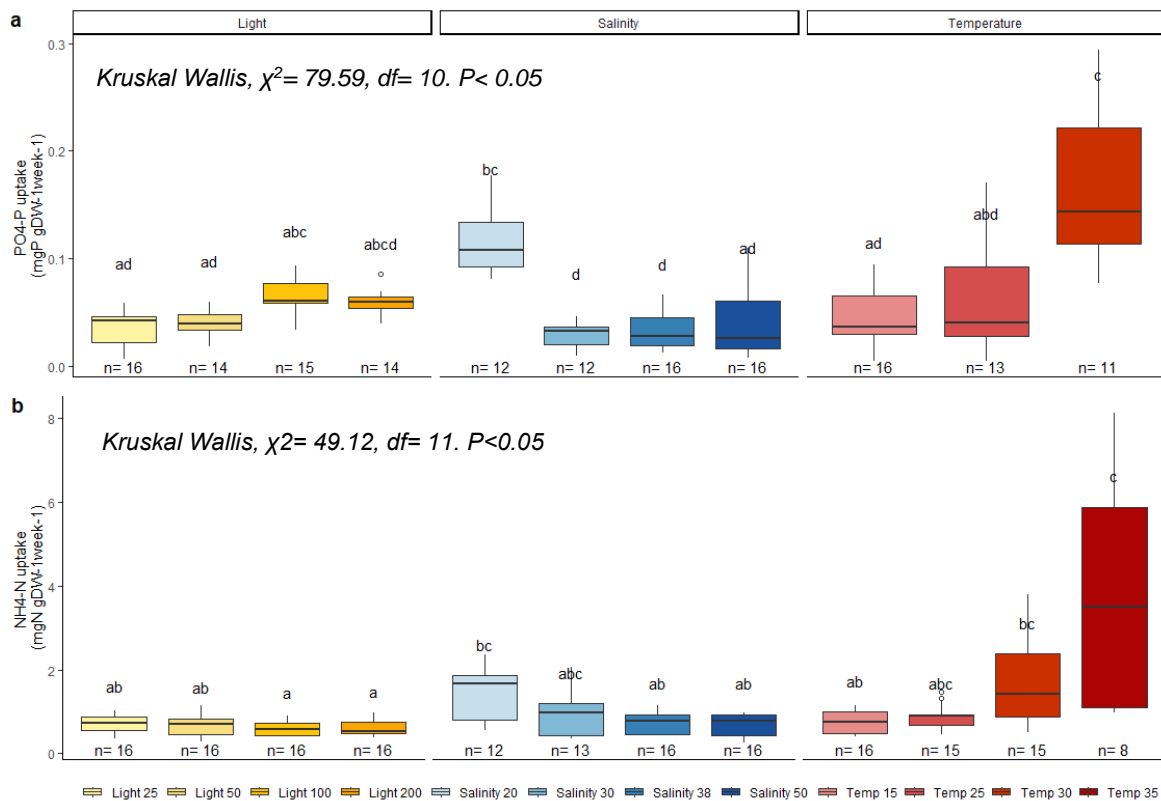 a
Light
Salinity
Temperature
Kruskal Wallis, χ²= 79.59, df= 10. P< 0.05
PO4-P uptake
(mgP gDW-1week-1)
0.3
0.2
0.1
0.0
ad
ad
abc
abcd
bc
d
d
ad
ad
abd
c
n= 16
n= 14
n= 15
n= 14
n= 12
n= 12
n= 16
n= 16
n= 16
n= 13
n= 11
b
Kruskal Wallis, χ2= 49.12, df= 11. P<0.05
NH4-N uptake
(mgN gDW-1week-1)
8
6
4
2
0
ab
ab
a
a
bc
abc
ab
ab
ab
abc
bc
c
n= 16
n= 16
n= 16
n= 16
n= 12
n= 13
n= 16
n= 16
n= 16
n= 15
n= 15
n= 8
Light 25
Light 50
Light 100
Light 200
Salinity 20
Salinity 30
Salinity 38
Salinity 50
Temp 15
Temp 25
Temp 30
Temp 35